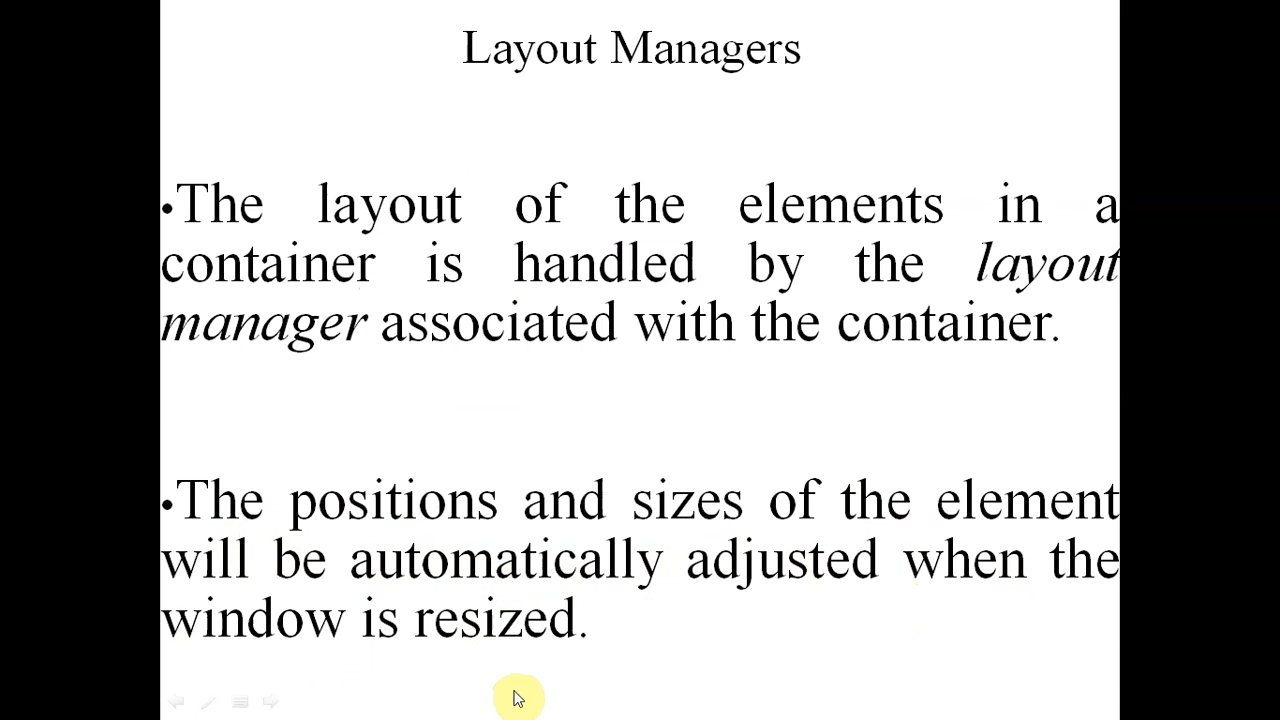 Layout Managers
•The layout of the elements in a
container is handled by the layout
manager associated with the container.
•The positions and sizes of the element
will be automatically adjusted when the
window is resized.